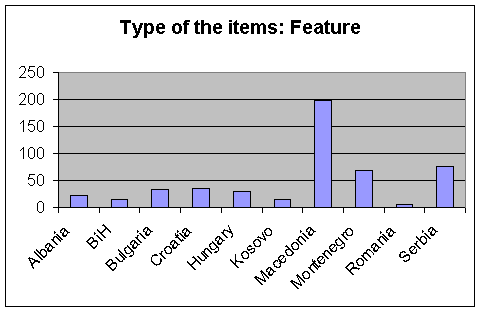 Type of the items: Feature
250
200
150
100
50
0
Albania
BiH
Bulgaria
Croatia
Hungary
Kosovo
Macedonia
Montenegro
Romania
Serbia